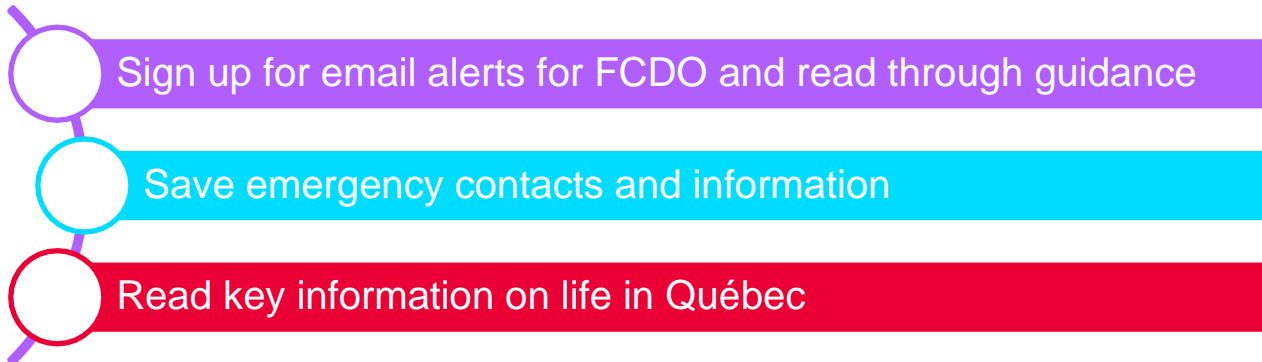 Sign up for email alerts for FCDO and read through guidance
Save emergency contacts and information
Read key information on life in Québec